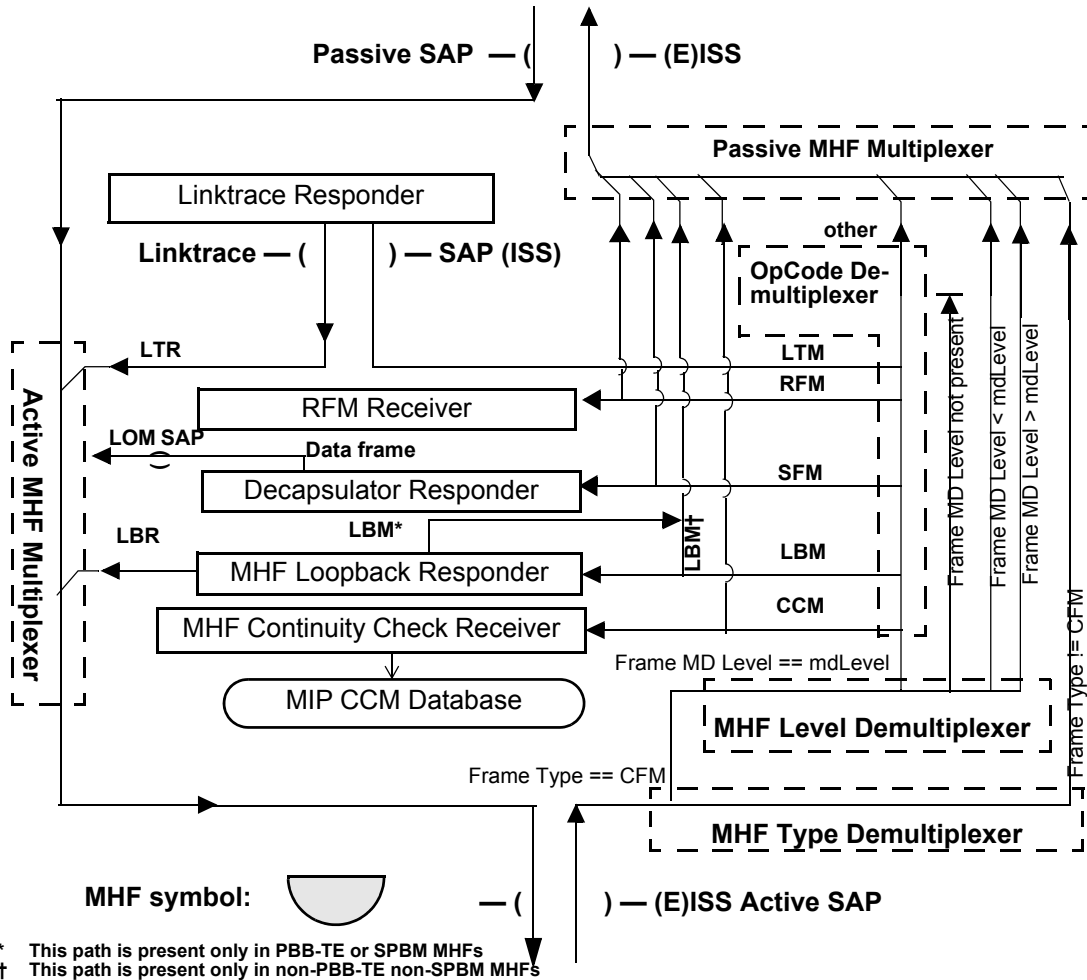 Passive SAP — (    ) — (E)ISS
Passive MHF Multiplexer
Linktrace Responder
Linktrace — (    ) — SAP (ISS)
other
OpCode De-
multiplexer
LTR
LTM
RFM
RFM Receiver
Active MHF Multiplexer
LOM SAP
Data frame
Decapsulator Responder
SFM
LBM*
LBM†
LBR
LBM
MHF Loopback Responder
CCM
MHF Continuity Check Receiver
Frame MD Level not present
Frame MD Level < mdLevel
Frame MD Level > mdLevel
Frame Type != CFM
Frame MD Level == mdLevel
MIP CCM Database
MHF Level Demultiplexer
Frame Type == CFM
MHF Type Demultiplexer
MHF symbol:
— (    ) — (E)ISS Active SAP
* This path is present only in PBB-TE or SPBM MHFs
† This path is present only in non-PBB-TE non-SPBM MHFs